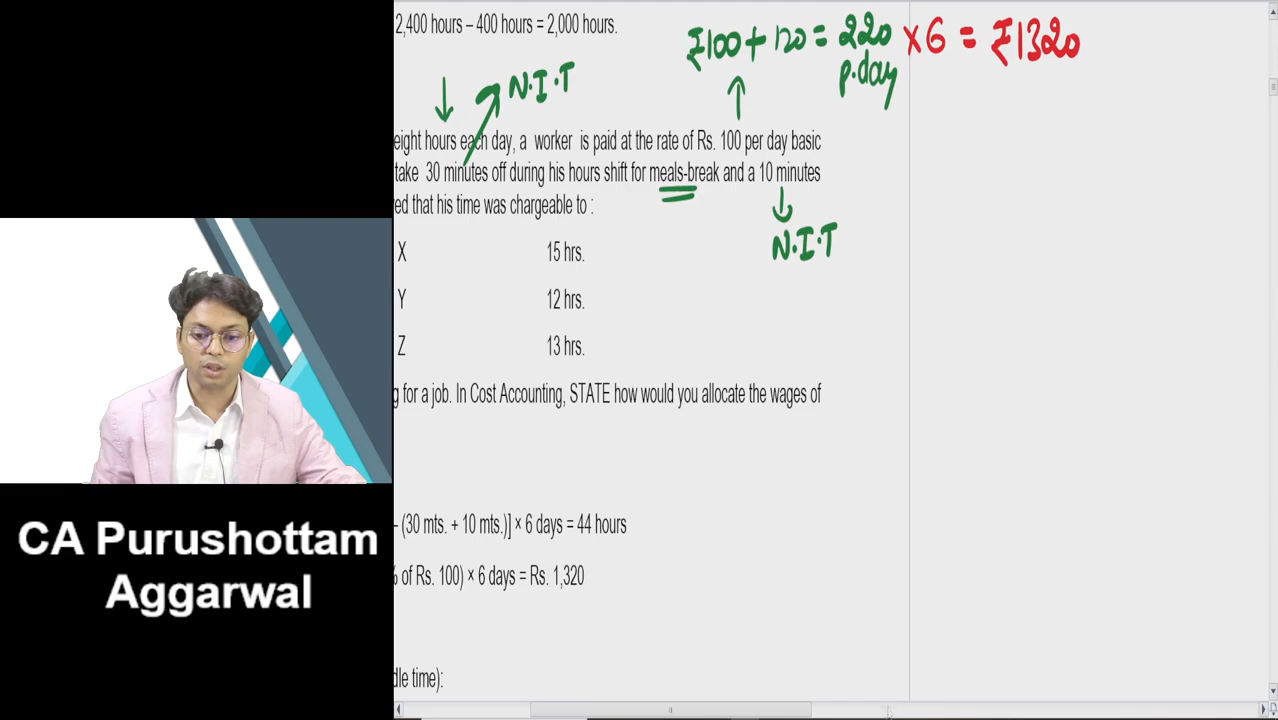 2,400 hours – 400 hours = 2,000 hours.
₹100 + 120 = 220 × 6 = ₹1320
p.day
N.I.T
eight hours each day, a worker is paid at the rate of Rs. 100 per day basic
take 30 minutes off during his hours shift for meals-break and a 10 minutes
red that his time was chargeable to :
N.I.T
X 15 hrs.
Y 12 hrs.
Z 13 hrs.
g for a job. In Cost Accounting, STATE how would you allocate the wages of
– (30 mts. + 10 mts.)] × 6 days = 44 hours
% of Rs. 100) × 6 days = Rs. 1,320
dle time):
CA Purushottam
Aggarwal